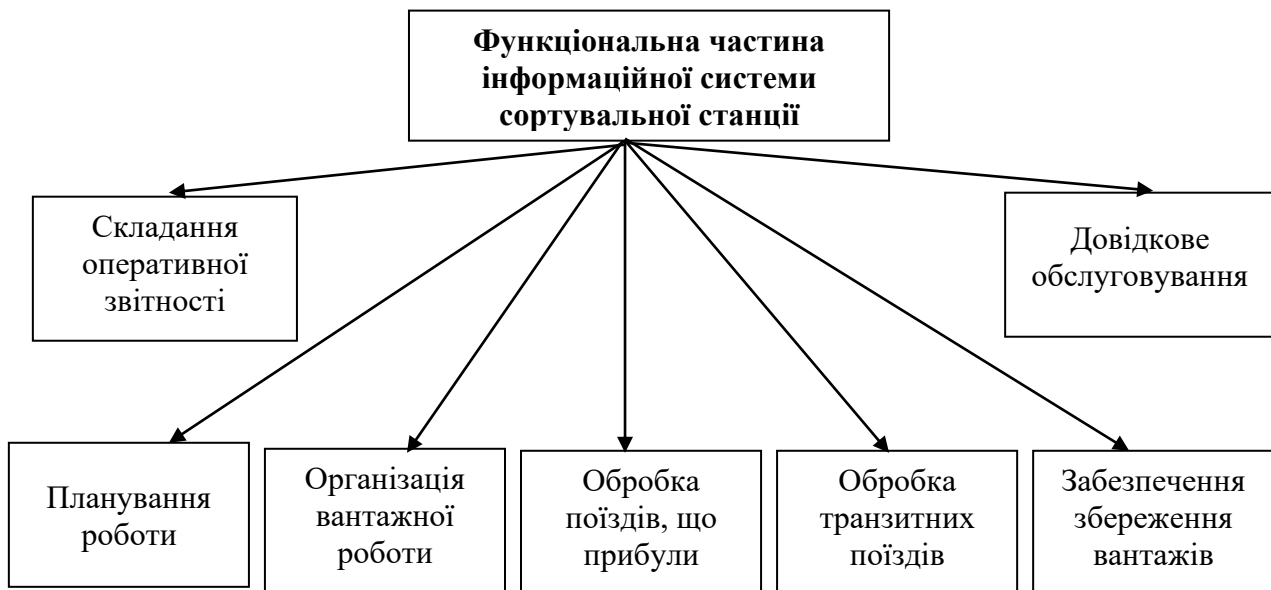 Функціональна частина
інформаційної системи
сортувальної станції
Складання
оперативної
звітності
Довідкове
обслуговування
Планування
роботи
Організація
вантажної
роботи
Обробка
поїздів, що
прибули
Обробка
транзитних
поїздів
Забезпечення
збереження
вантажів